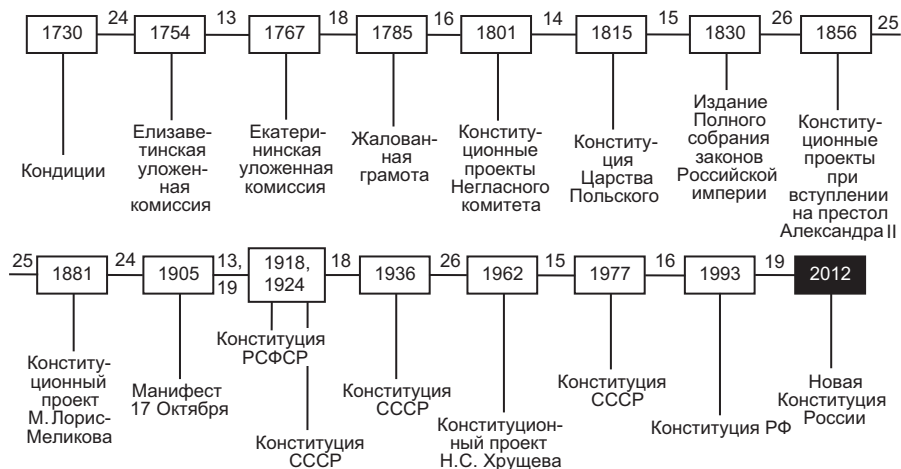 1730 24 1754 13 1767 18 1785 16 1801 14 1815 15 1830 26 1856 25
Кондиции
Елизаве-
тинская
уложен-
ная
комиссия
Екатери-
нинская
уложенная
комиссия
Жалован-
ная
грамота
Конститу-
ционные
проекты
Негласного
комитета
Конститу-
ция
Царства
Польского
Издание
Полного
собрания
законов
Российской
империи
Конститу-
ционные
проекты
при
вступлении
на престол
Александра II
25 1881 24 1905 13, 19 1918, 1924 18 1936 26 1962 15 1977 16 1993 19 2012
Конститу-
ционный
проект
М. Лорис-
Меликова
Манифест
17 Октября
Конституция
РСФСР
Конституция
СССР
Конституция
СССР
Конституцион-
ный проект
Н.С. Хрущева
Конституция
СССР
Конституция РФ
Новая
Конституция
России